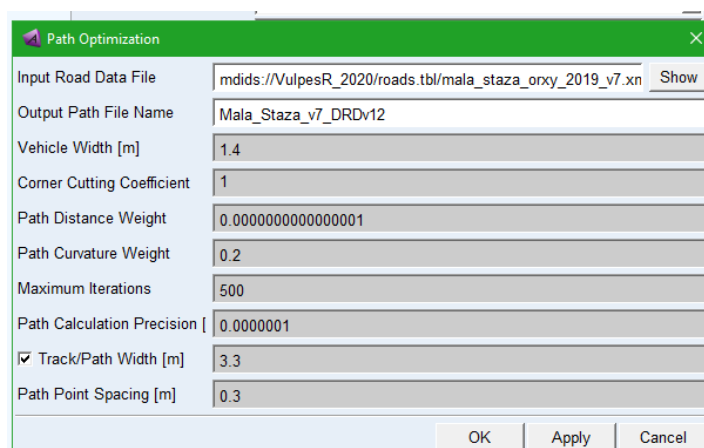 Path Optimization
Input Road Data File mdids://VulpesR_2020/roads.tbl/mala_staza_orxy_2019_v7.xn Show
Output Path File Name Mala_Staza_v7_DRDv12
Vehicle Width [m] 1.4
Corner Cutting Coefficient 1
Path Distance Weight 0.0000000000000001
Path Curvature Weight 0.2
Maximum Iterations 500
Path Calculation Precision [ 0.0000001
Track/Path Width [m] 3.3
Path Point Spacing [m] 0.3
OK Apply Cancel